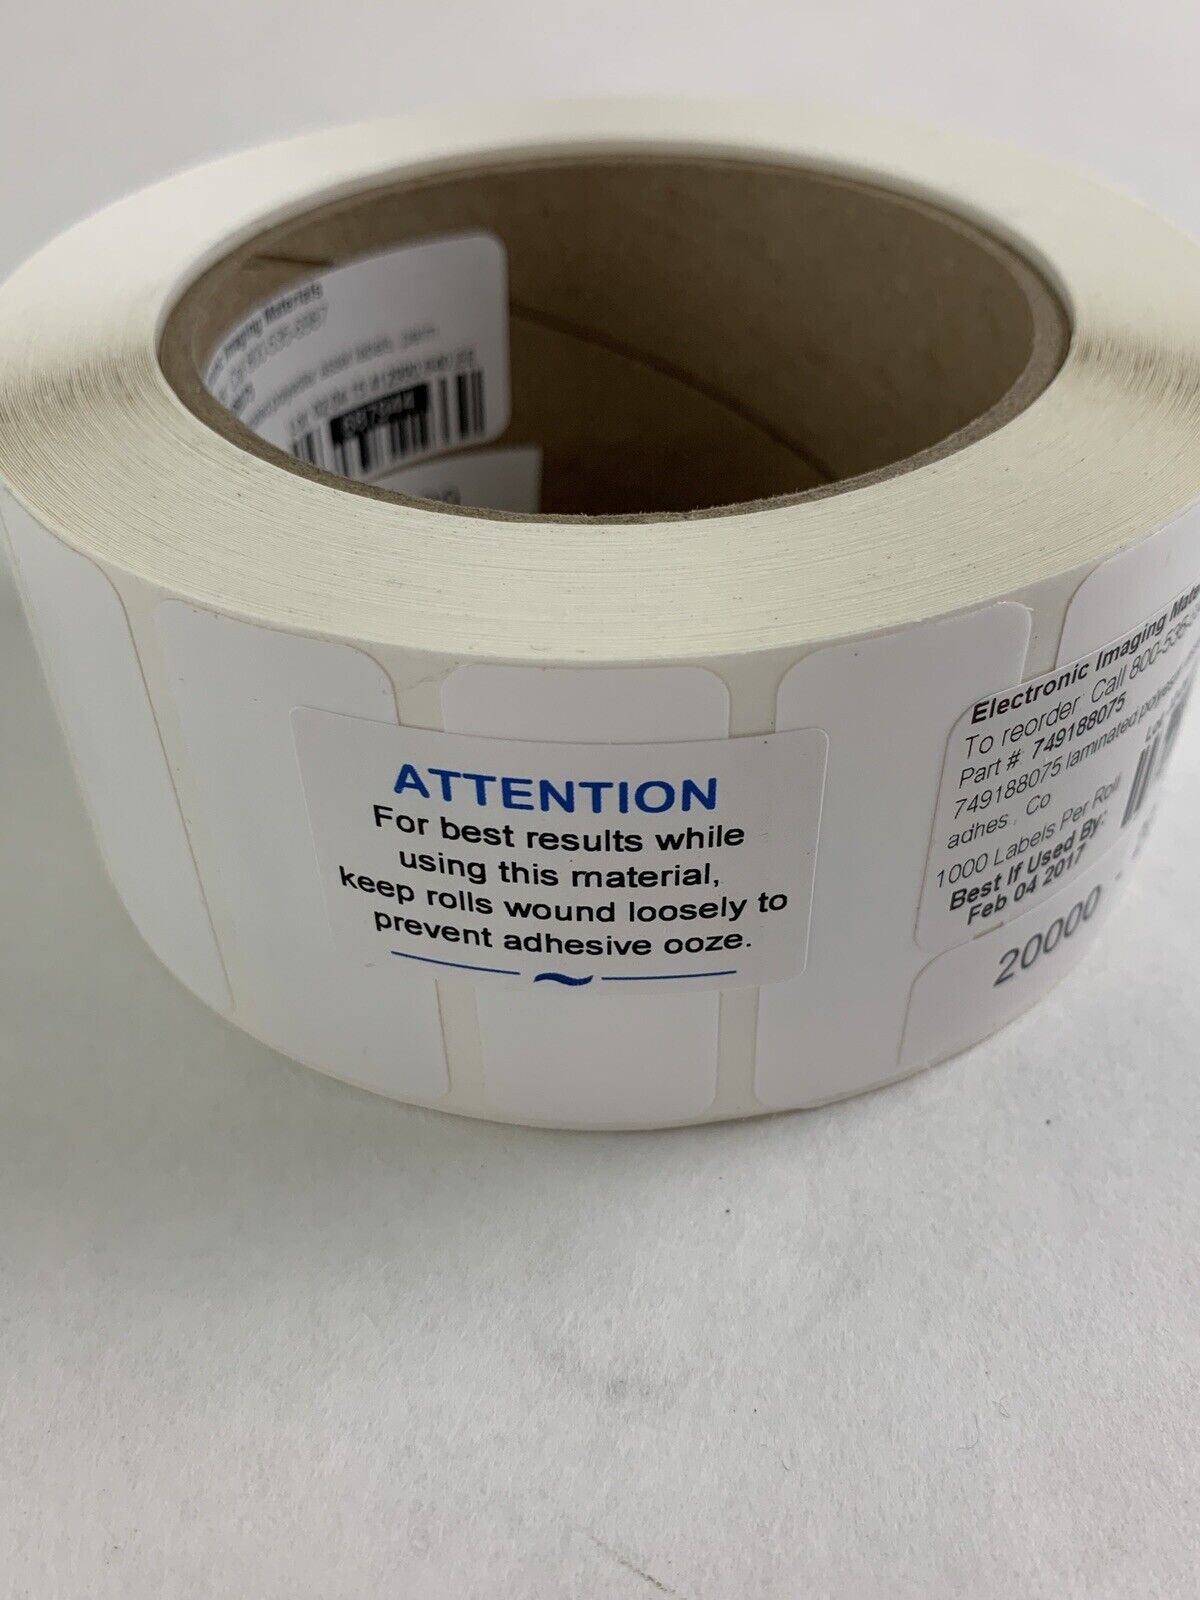 Imaging Materials
800-535-
ATTENTION
For best results while
using this material,
keep rolls wound loosely to
prevent adhesive ooze.
Electronic Imaging
To reorder: Call 800-
Part #: 749188075
749188075 laminated
adhes., Co
1000 Labels Per Roll
Best If Used By:
Feb 04 2017
20000